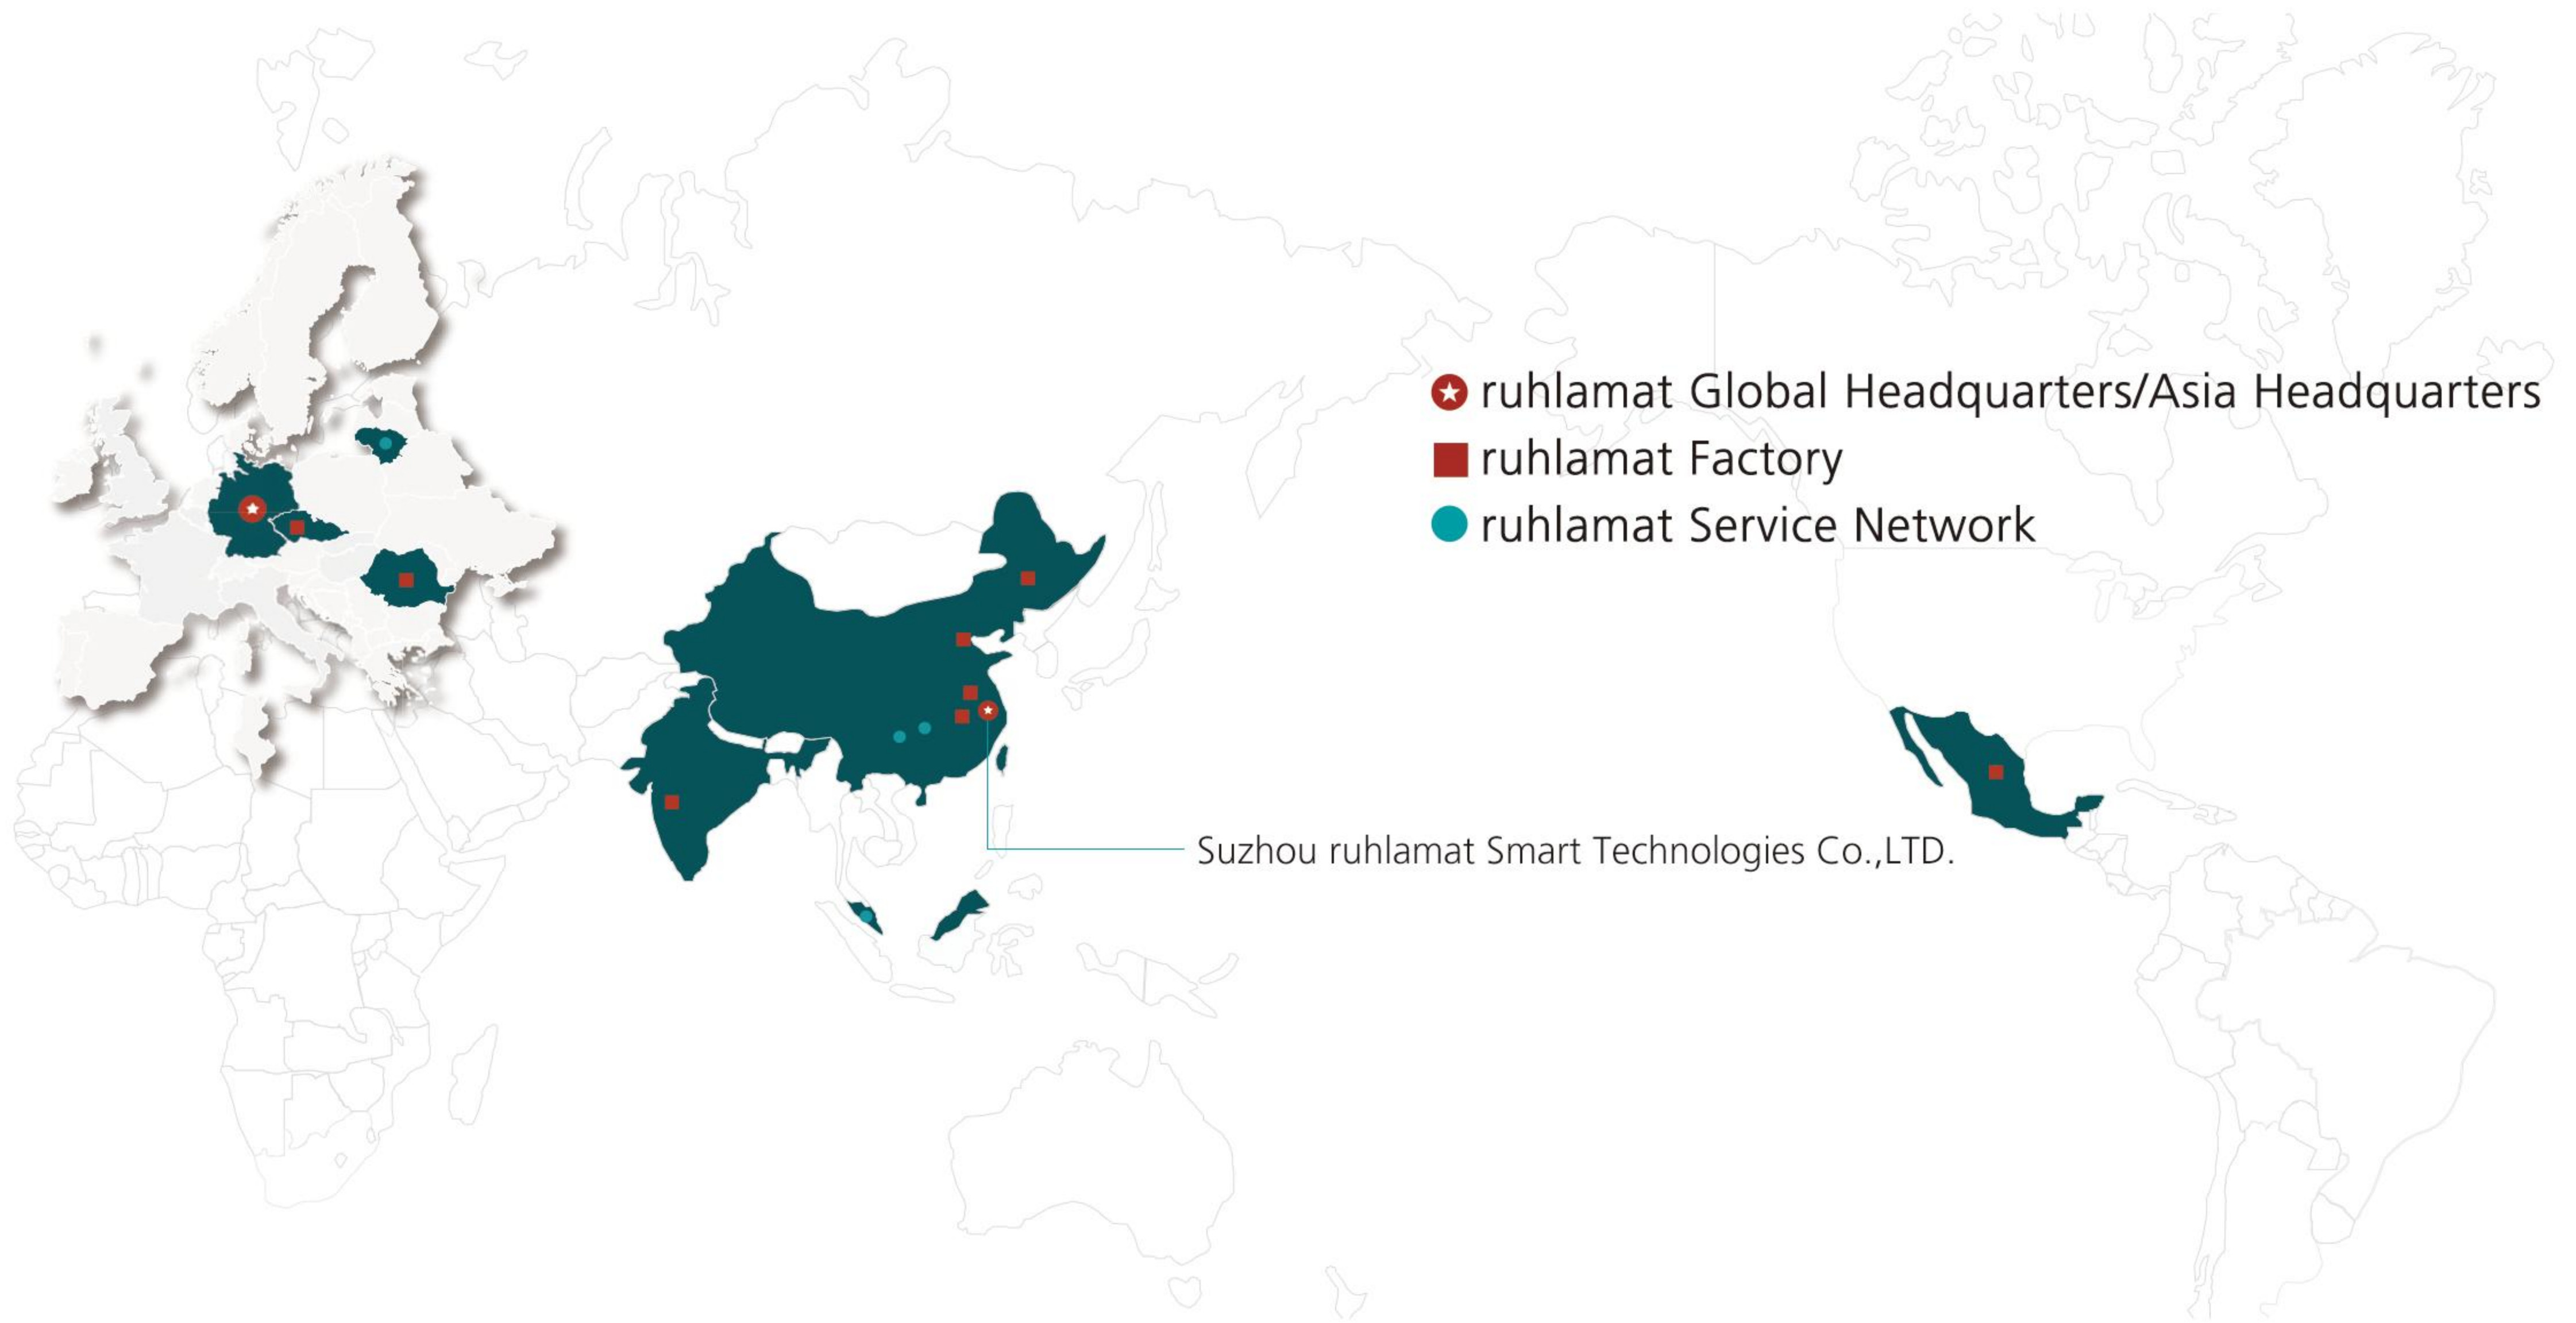 ruhlamat Global Headquarters/Asia Headquarters
ruhlamat Factory
ruhlamat Service Network
Suzhou ruhlamat Smart Technologies Co.,LTD.